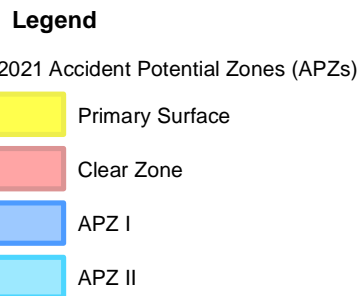 Legend
2021 Accident Potential Zones (APZs)
Primary Surface
Clear Zone
APZ I
APZ II